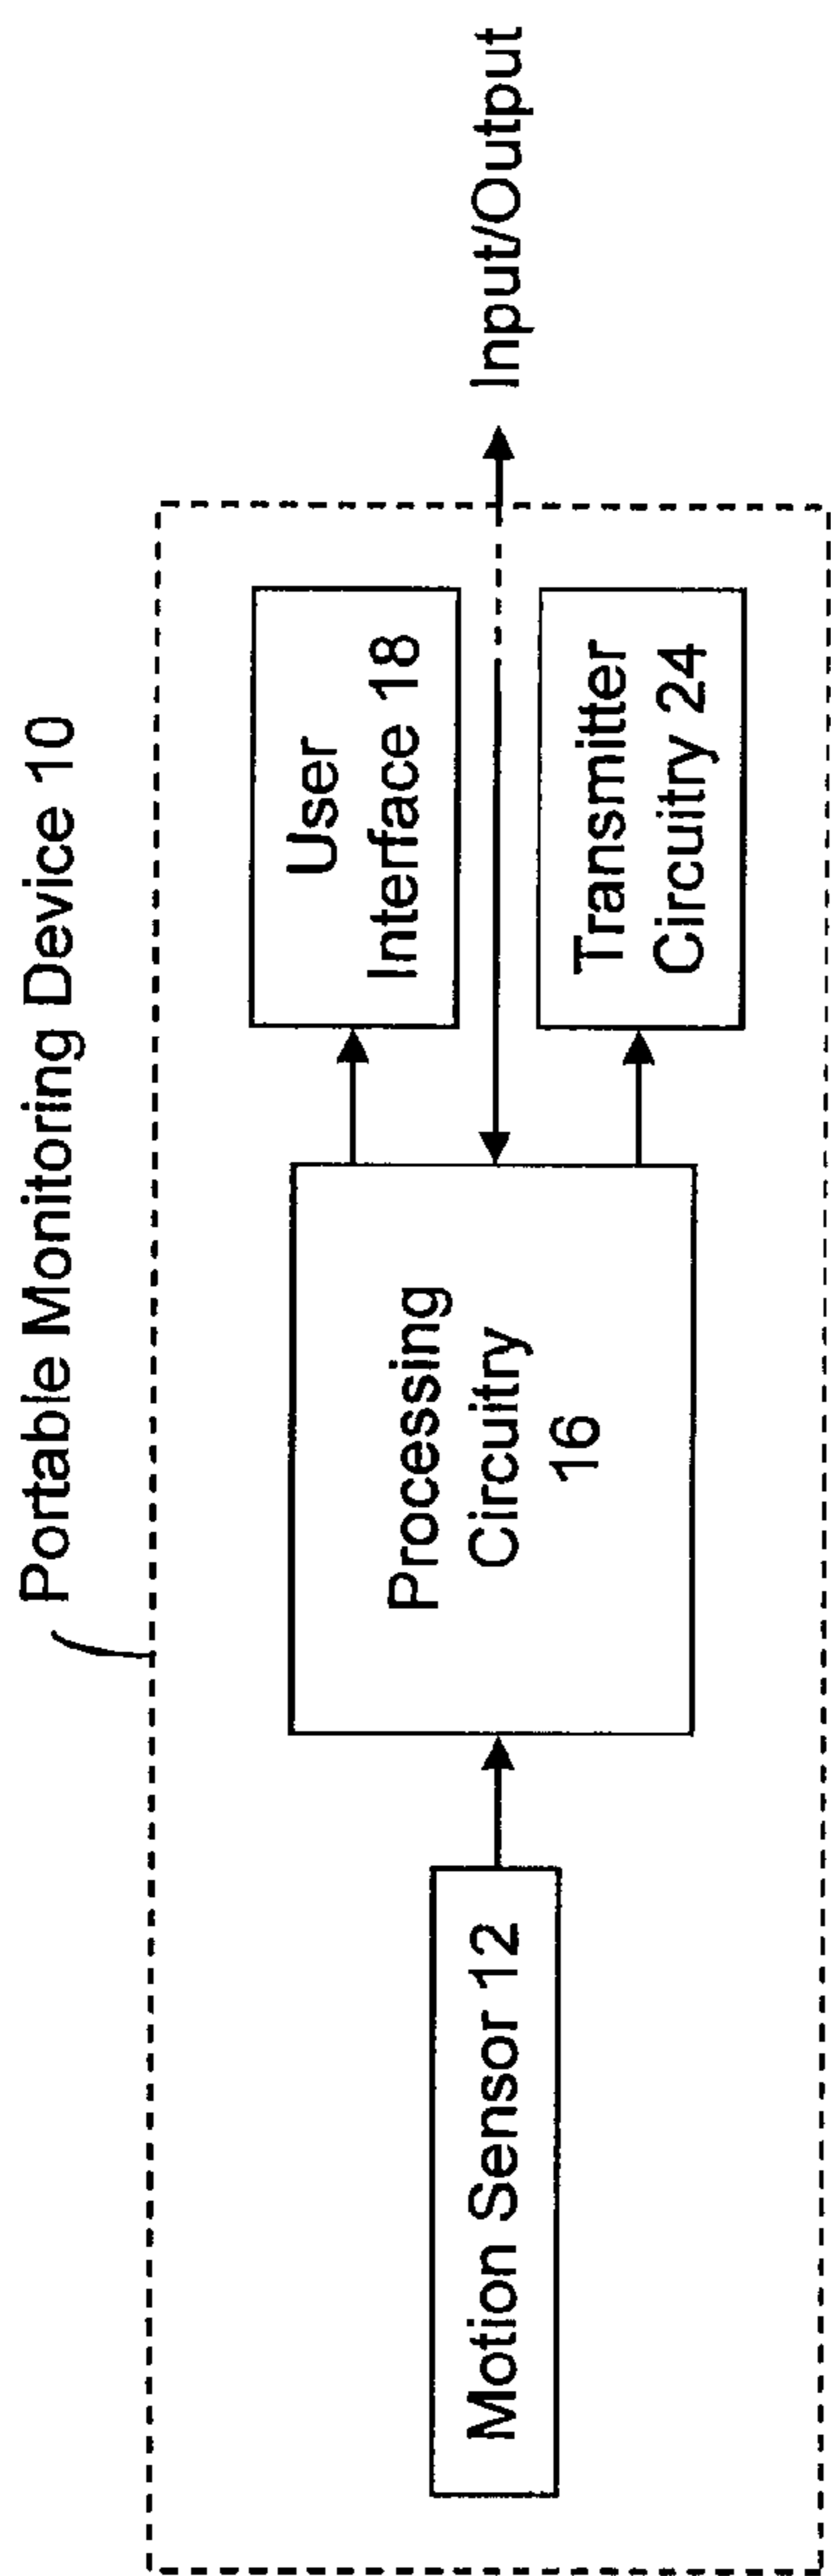 Portable Monitoring Device 10
Motion Sensor 12
Processing
Circuitry
16
User
Interface 18
Transmitter
Circuitry 24
Input/Output